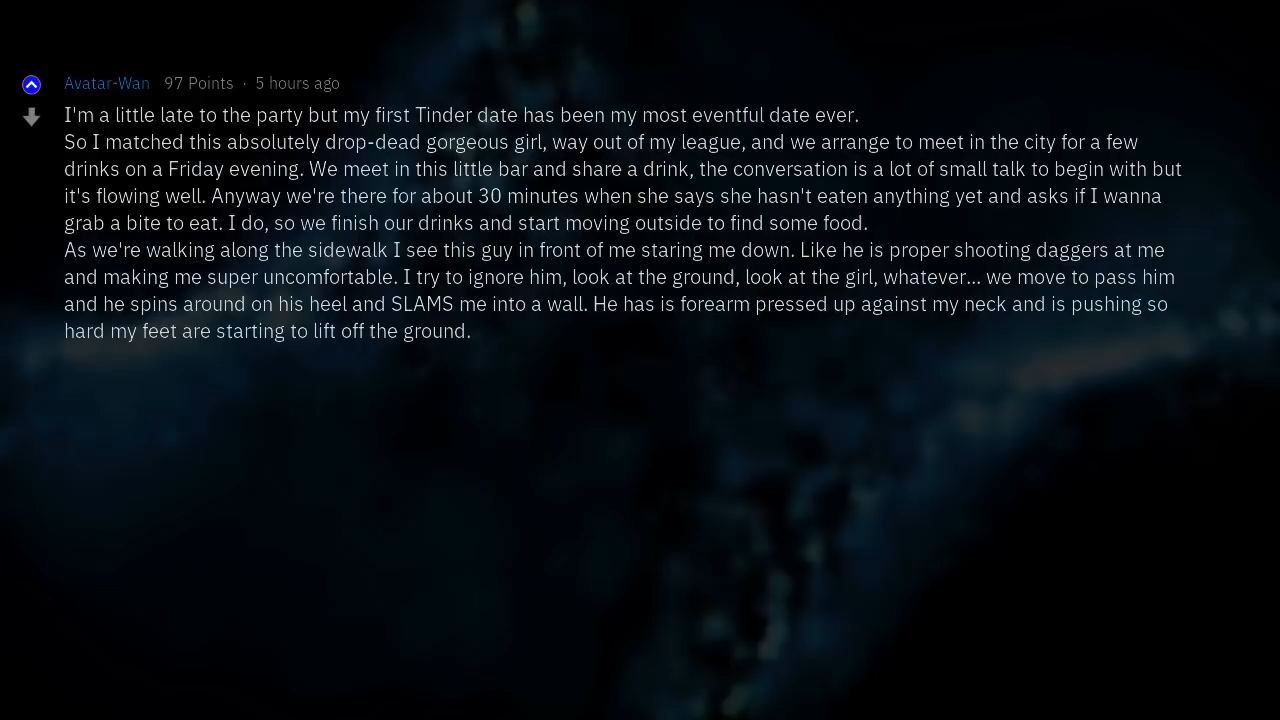 Avatar-Wan 97 Points · 5 hours ago
I'm a little late to the party but my first Tinder date has been my most eventful date ever.
So I matched this absolutely drop-dead gorgeous girl, way out of my league, and we arrange to meet in the city for a few
drinks on a Friday evening. We meet in this little bar and share a drink, the conversation is a lot of small talk to begin with but
it's flowing well. Anyway we're there for about 30 minutes when she says she hasn't eaten anything yet and asks if I wanna
grab a bite to eat. I do, so we finish our drinks and start moving outside to find some food.
As we're walking along the sidewalk I see this guy in front of me staring me down. Like he is proper shooting daggers at me
and making me super uncomfortable. I try to ignore him, look at the ground, look at the girl, whatever... we move to pass him
and he spins around on his heel and SLAMS me into a wall. He has is forearm pressed up against my neck and is pushing so
hard my feet are starting to lift off the ground.